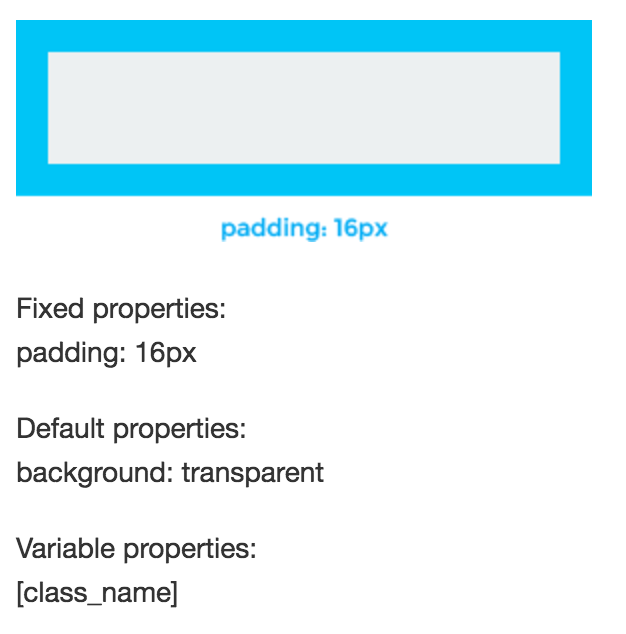 padding: 16px
Fixed properties:
padding: 16px
Default properties:
background: transparent
Variable properties:
[class_name]